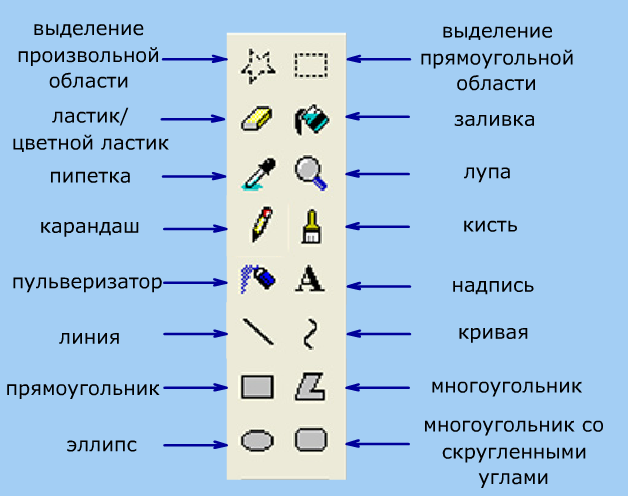 выделение
произвольной
области
выделение
прямоугольной
области
ластик/
цветной ластик
заливка
пипетка
лупа
карандаш
кисть
пульверизатор
A
надпись
линия
кривая
прямоугольник
многоугольник
эллипс
многоугольник со
скругленными
углами